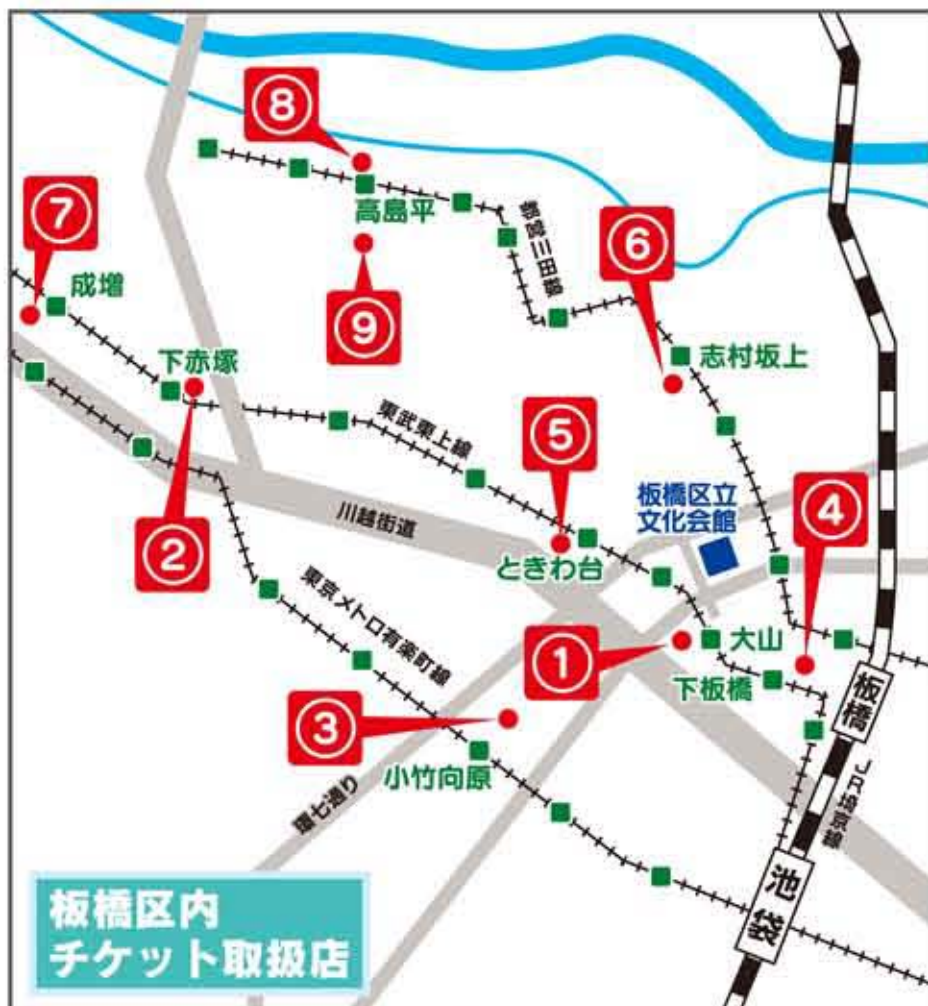 ⑧
高島平
⑦
都営三田線
⑥
成増
⑨
下赤塚
志村坂上
東武東上線
⑤
板橋区立
文化会館
④
川越街道
②
ときわ台
東京メトロ有楽町線
①
大山
下板橋
板橋
③
小竹向原
環七通り
JR埼京線
池袋
板橋区内
チケット取扱店